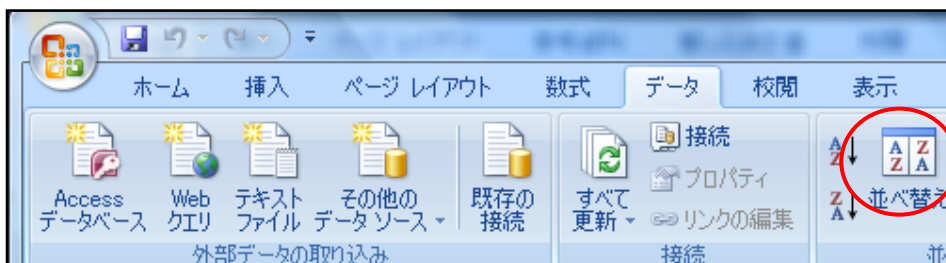 ホーム 挿入 ページ レイアウト 数式 データ 校閲 表示
Access
データベース
Web
クエリ
テキスト
ファイル
その他の
データ ソース
既存の
接続
外部データの取り込み
すべて
更新
接続
プロパティ
リンクの編集
接続
A
Z
Z
A
A Z
Z A
並べ替え